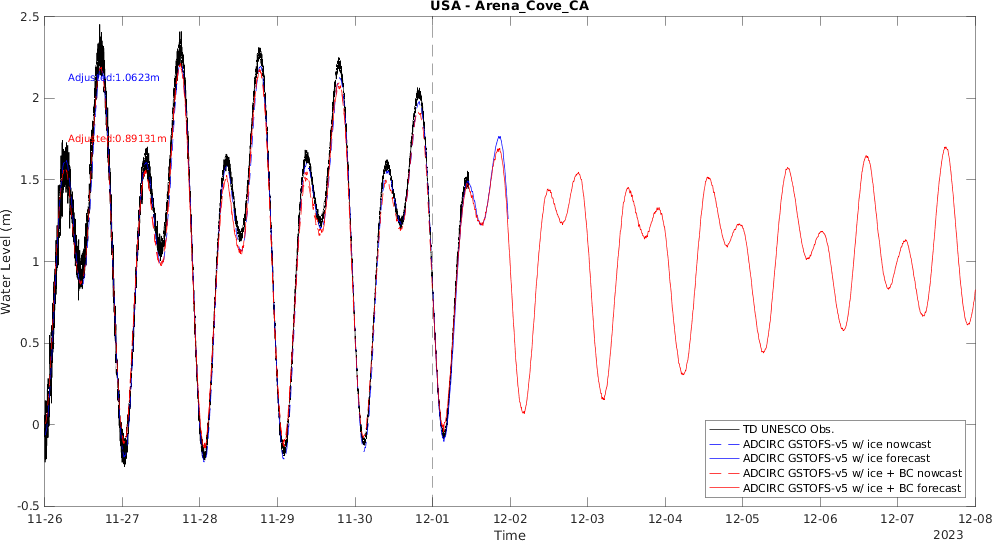 USA - Arena_Cove_CA
2.5
2
1.5
1
0.5
0
-0.5
Water Level (m)
Adjusted:1.0623m
Adjusted:0.89131m
TD UNESCO Obs.
ADCIRC GSTOFS-v5 w/ ice nowcast
ADCIRC GSTOFS-v5 w/ ice forecast
ADCIRC GSTOFS-v5 w/ ice + BC nowcast
ADCIRC GSTOFS-v5 w/ ice + BC forecast
11-26 11-27 11-28 11-29 11-30 12-01 12-02 12-03 12-04 12-05 12-06 12-07 12-08
Time
2023